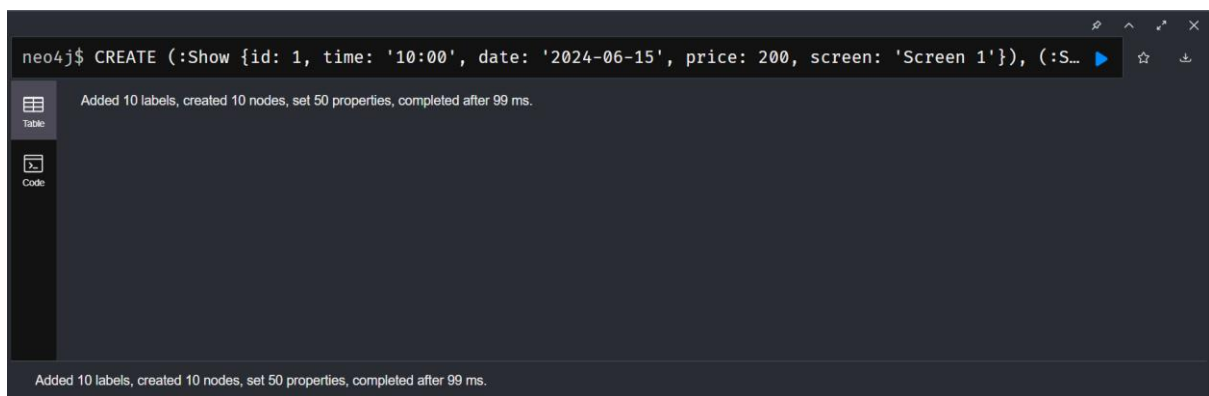 neo4j$ CREATE (:Show {id: 1, time: '10:00', date: '2024-06-15', price: 200, screen: 'Screen 1'}), (:S…
Added 10 labels, created 10 nodes, set 50 properties, completed after 99 ms.
Table
Code
Added 10 labels, created 10 nodes, set 50 properties, completed after 99 ms.